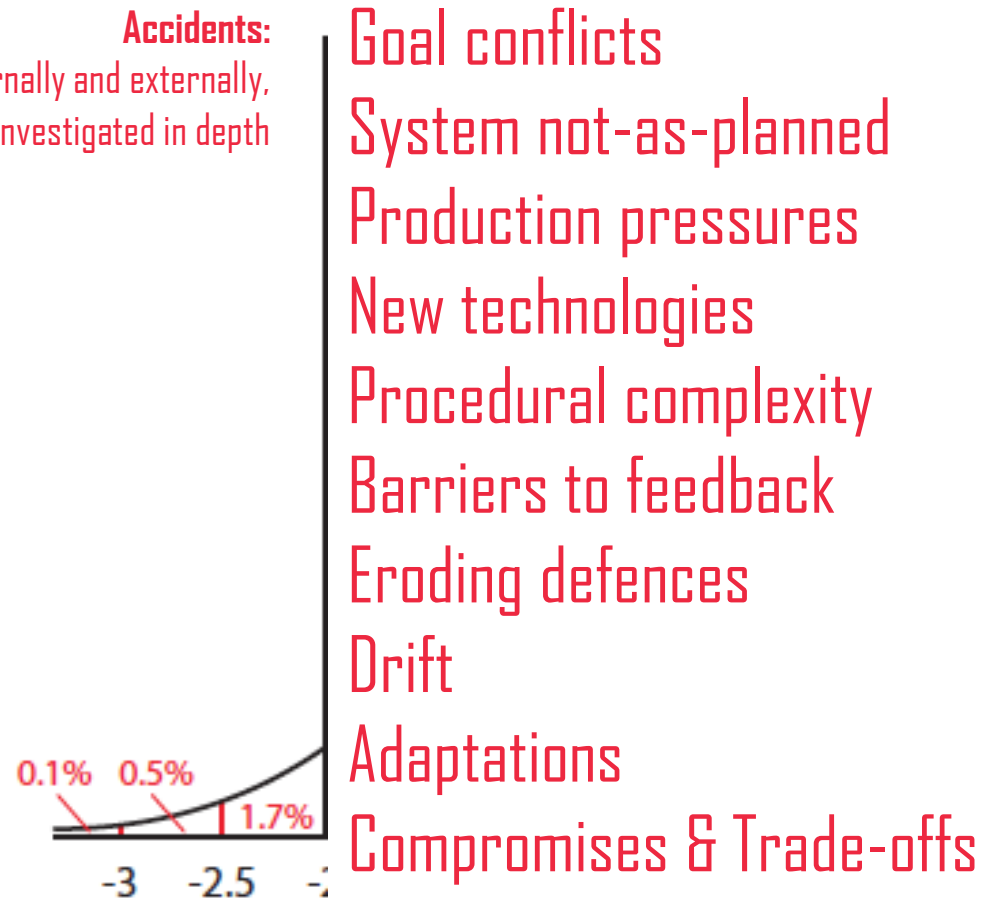 Accidents:
rnally and externally,
nvestigated in depth
Goal conflicts
System not-as-planned
Production pressures
New technologies
Procedural complexity
Barriers to feedback
Eroding defences
Drift
Adaptations
Compromises & Trade-offs
0.1% 0.5%
1.7%
-3 -2.5